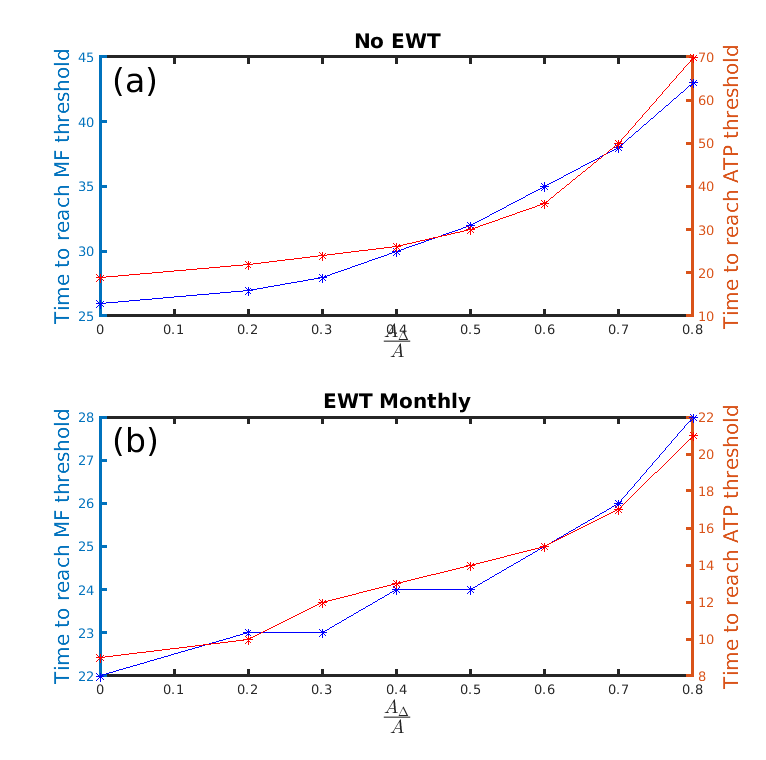 No EWT
(a)
Time to reach MF threshold
45
40
35
30
25
Time to reach ATP threshold
70
60
50
40
30
20
10
0 0.1 0.2 0.3 0.4 0.5 0.6 0.7 0.8
A_Δ
A
EWT Monthly
(b)
Time to reach MF threshold
28
27
26
25
24
23
22
Time to reach ATP threshold
22
20
18
16
14
12
10
8
0 0.1 0.2 0.3 0.4 0.5 0.6 0.7 0.8
A_Δ
A